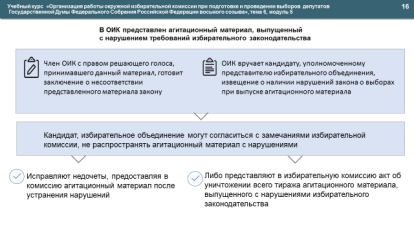 Учебный курс «Организация работы окружной избирательной комиссии при подготовке и проведении выборов депутатов
Государственной Думы Федерального Собрания Российской Федерации восьмого созыва», тема 6, модуль 5
16
В ОИК представлен агитационный материал, выпущенный
с нарушением требований избирательного законодательства
Член ОИК с правом решающего голоса,
принимавшего данный материал, готовит
заключение о несоответствии
представленного материала закону
ОИК вручает кандидату, уполномоченному
представителю избирательного объединения,
извещение о наличии нарушений закона о выборах
при выпуске агитационного материала
Кандидат, избирательное объединение могут согласиться с замечаниями избирательной
комиссии, не распространять агитационный материал с нарушениями
Исправляют недочеты, предоставляя в
комиссию агитационный материал после
устранения нарушений
Либо представляют в избирательную комиссию акт об
уничтожении всего тиража агитационного материала,
выпущенного с нарушениями избирательного
законодательства